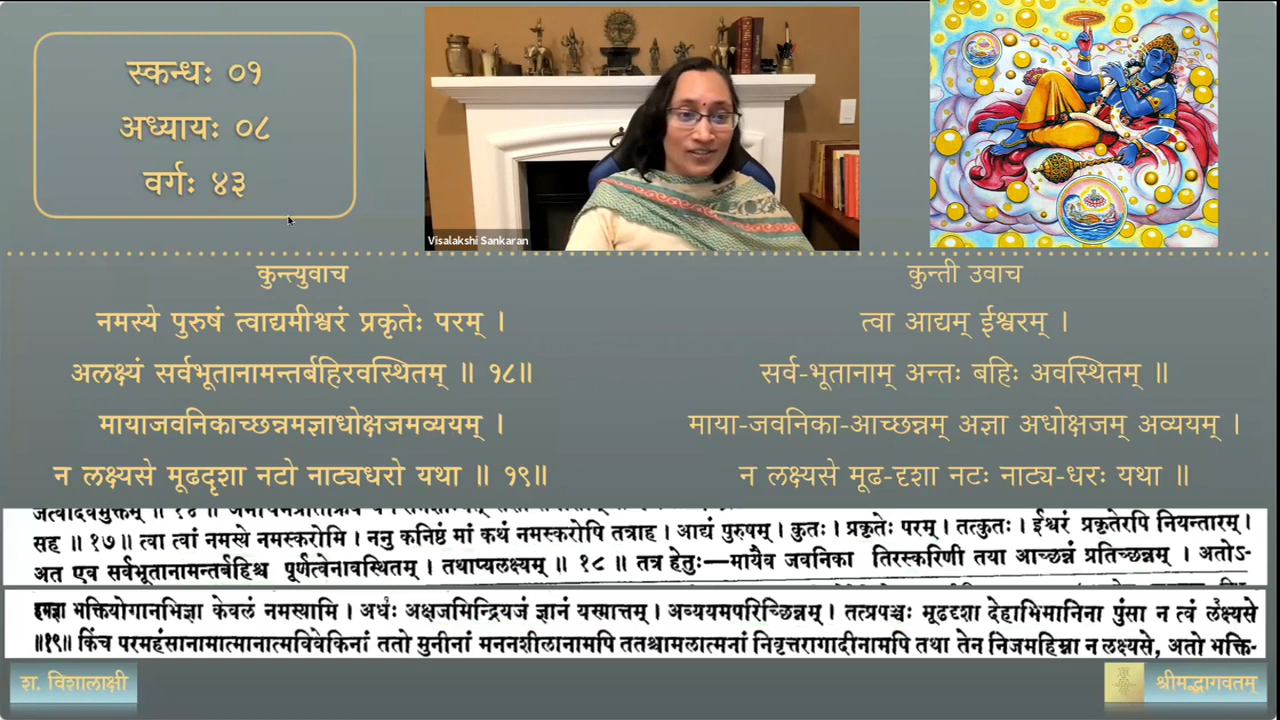 स्कन्धः ०१
अध्यायः ०८
वर्गः ४३
Visalakshi Sankaran
कुन्त्युवाच
नमस्ये पुरुषं त्वाद्यमीश्वरं प्रकृतेः परम् ।
अलक्ष्यं सर्वभूतानामन्तर्बहिरवस्थितम् ॥ १८॥
मायाजवनिकाच्छन्नमज्ञाधोक्षजमव्ययम् ।
न लक्ष्यसे मूढदृशा नटो नाट्यधरो यथा ॥ १९॥
कुन्ती उवाच
त्वा आद्यम् ईश्वरम् ।
सर्व-भूतानाम् अन्तः बहिः अवस्थितम् ॥
माया-जवनिका-आच्छन्नम् अज्ञा अधोक्षजम् अव्ययम् ।
न लक्ष्यसे मूढ-दृशा नटः नाट्य-धरः यथा ॥
सह ॥ १७॥ त्वा त्वां नमस्ये नमस्करोमि । ननु कनिष्ठं मां कथं नमस्करोषि तत्राह । आद्यं पुरुषम् । कुतः । प्रकृतेः परम् । तत्कुतः । ईश्वरं प्रकृतेरपि नियन्तारम् ।
अत एव सर्वभूतानामन्तर्बहिश्च पूर्णत्वेनावस्थितम् । तथाप्यलक्ष्यम् ॥ १८ ॥ तत्र हेतुः—मायैव जवनिका तिरस्करिणी तया आच्छन्नं प्रतिच्छन्नम् । अतोऽ-
हमज्ञा भक्तियोगानभिज्ञा केवलं नमस्यामि । अधः अक्षजमिन्द्रियजं ज्ञानं यस्मात्तम् । अव्ययमपरिच्छिन्नम् । तत्प्रपञ्चः मूढदृशा देहाभिमानिना पुंसा न त्वं लक्ष्यसे
॥१९॥ किंच परमहंसानामात्मानात्मविवेकिनां ततो मुनीनां मननशीलानामपि ततश्चामलात्मनां निवृत्तरागादीनामपि तथा तेन निजमहिम्ना न लक्ष्यसे, अतो भक्ति-
श. विशालाक्षी
श्रीमद्भागवतम्